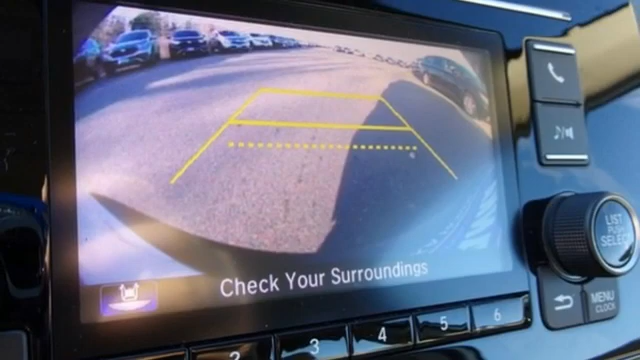 LIST
PUSH
SELECT
Check Your Surroundings
MENU
CLOCK
2
3
4
5
6